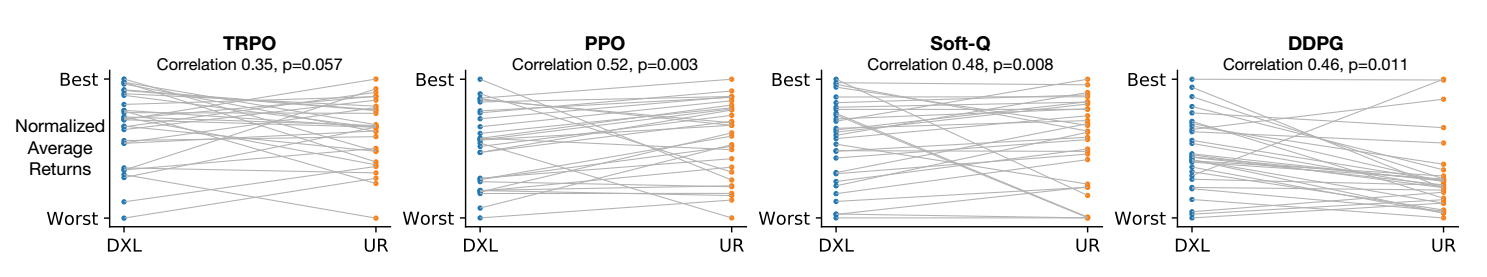 TRPO
Correlation 0.35, p=0.057
Best
Normalized
Average
Returns
Worst
DXL
UR
PPO
Correlation 0.52, p=0.003
Best
Worst
DXL
UR
Soft-Q
Correlation 0.48, p=0.008
Best
Worst
DXL
UR
DDPG
Correlation 0.46, p=0.011
Best
Worst
DXL
UR